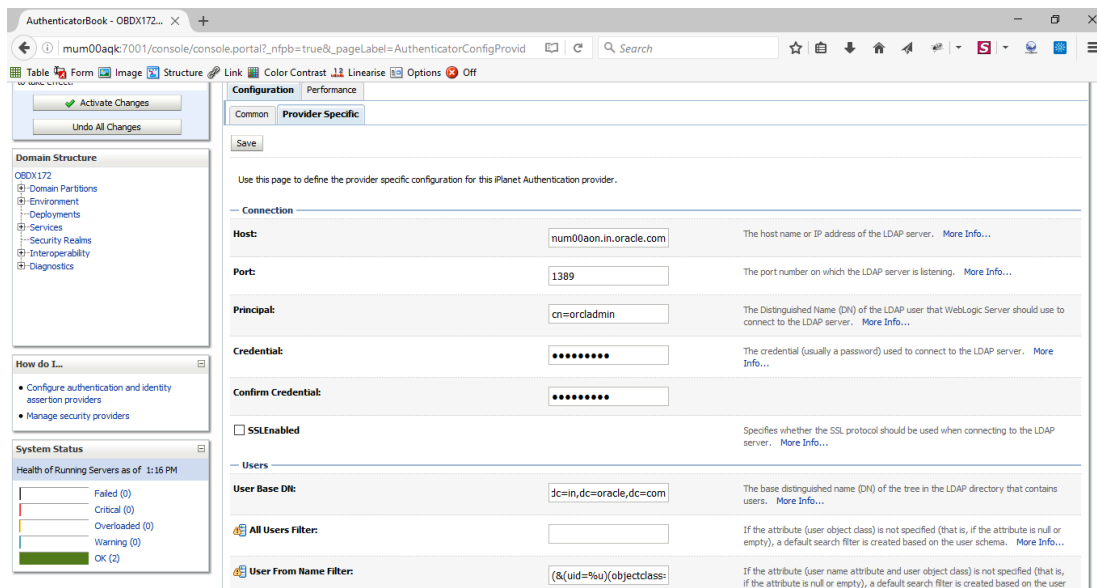 AuthenticatorBook - OBDX172...
mum00aqk:7001/console/console.portal?_nfpb=true&_pageLabel=AuthenticatorConfigProvid
Search
Table Form Image Structure Link Color Contrast Linearise Options Off
to take effect.
Activate Changes
Undo All Changes
Domain Structure
OBDX172
Domain Partitions
Environment
Deployments
Services
Security Realms
Interoperability
Diagnostics
How do I...
Configure authentication and identity
assertion providers
Manage security providers
System Status
Health of Running Servers as of 1:16 PM
Failed (0)
Critical (0)
Overloaded (0)
Warning (0)
OK (2)
Configuration Performance
Common Provider Specific
Save
Use this page to define the provider specific configuration for this iPlanet Authentication provider.
Connection
Host: num00aon.in.oracle.com The host name or IP address of the LDAP server. More Info...
Port: 1389 The port number on which the LDAP server is listening. More Info...
Principal: cn=orcladmin The Distinguished Name (DN) of the LDAP user that WebLogic Server should use to
connect to the LDAP server. More Info...
Credential: ●●●●●●●●● The credential (usually a password) used to connect to the LDAP server. More
Info...
Confirm Credential: ●●●●●●●●●
SSLEnabled Specifies whether the SSL protocol should be used when connecting to the LDAP
server. More Info...
Users
User Base DN: dc=in,dc=oracle,dc=com The base distinguished name (DN) of the tree in the LDAP directory that contains
users. More Info...
All Users Filter: If the attribute (user object class) is not specified (that is, if the attribute is null or
empty), a default search filter is created based on the user schema. More Info...
User From Name Filter: (&(uid=%u)(objectclass= If the attribute (user name attribute and user object class) is not specified (that is,
if the attribute is null or empty), a default search filter is created based on the user